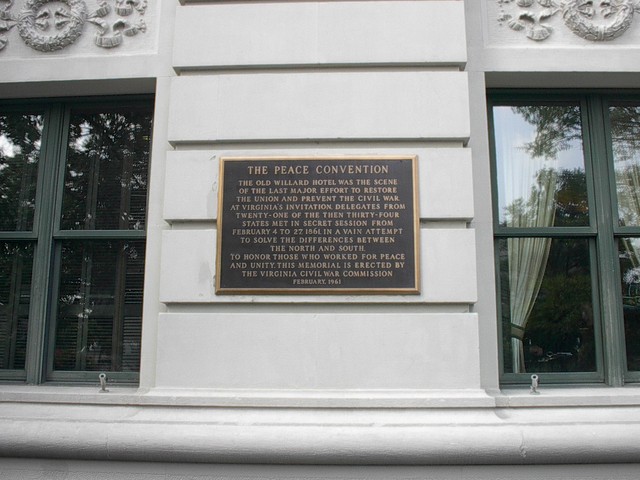 THE PEACE CONVENTION
THE OLD WILLARD HOTEL WAS THE SCENE
OF THE LAST MAJOR EFFORT TO RESTORE
THE UNION AND PREVENT THE CIVIL WAR.
AT VIRGINIA'S INVITATION, DELEGATES FROM
TWENTY-ONE OF THE THEN THIRTY-FOUR
STATES MET IN SECRET SESSION FROM
FEBRUARY 4 TO 27 1861, IN A VAIN ATTEMPT
TO SOLVE THE DIFFERENCES BETWEEN
THE NORTH AND SOUTH.
TO HONOR THOSE WHO WORKED FOR PEACE
AND UNITY, THIS MEMORIAL IS ERECTED BY
THE VIRGINIA CIVIL WAR COMMISSION
FEBRUARY, 1961